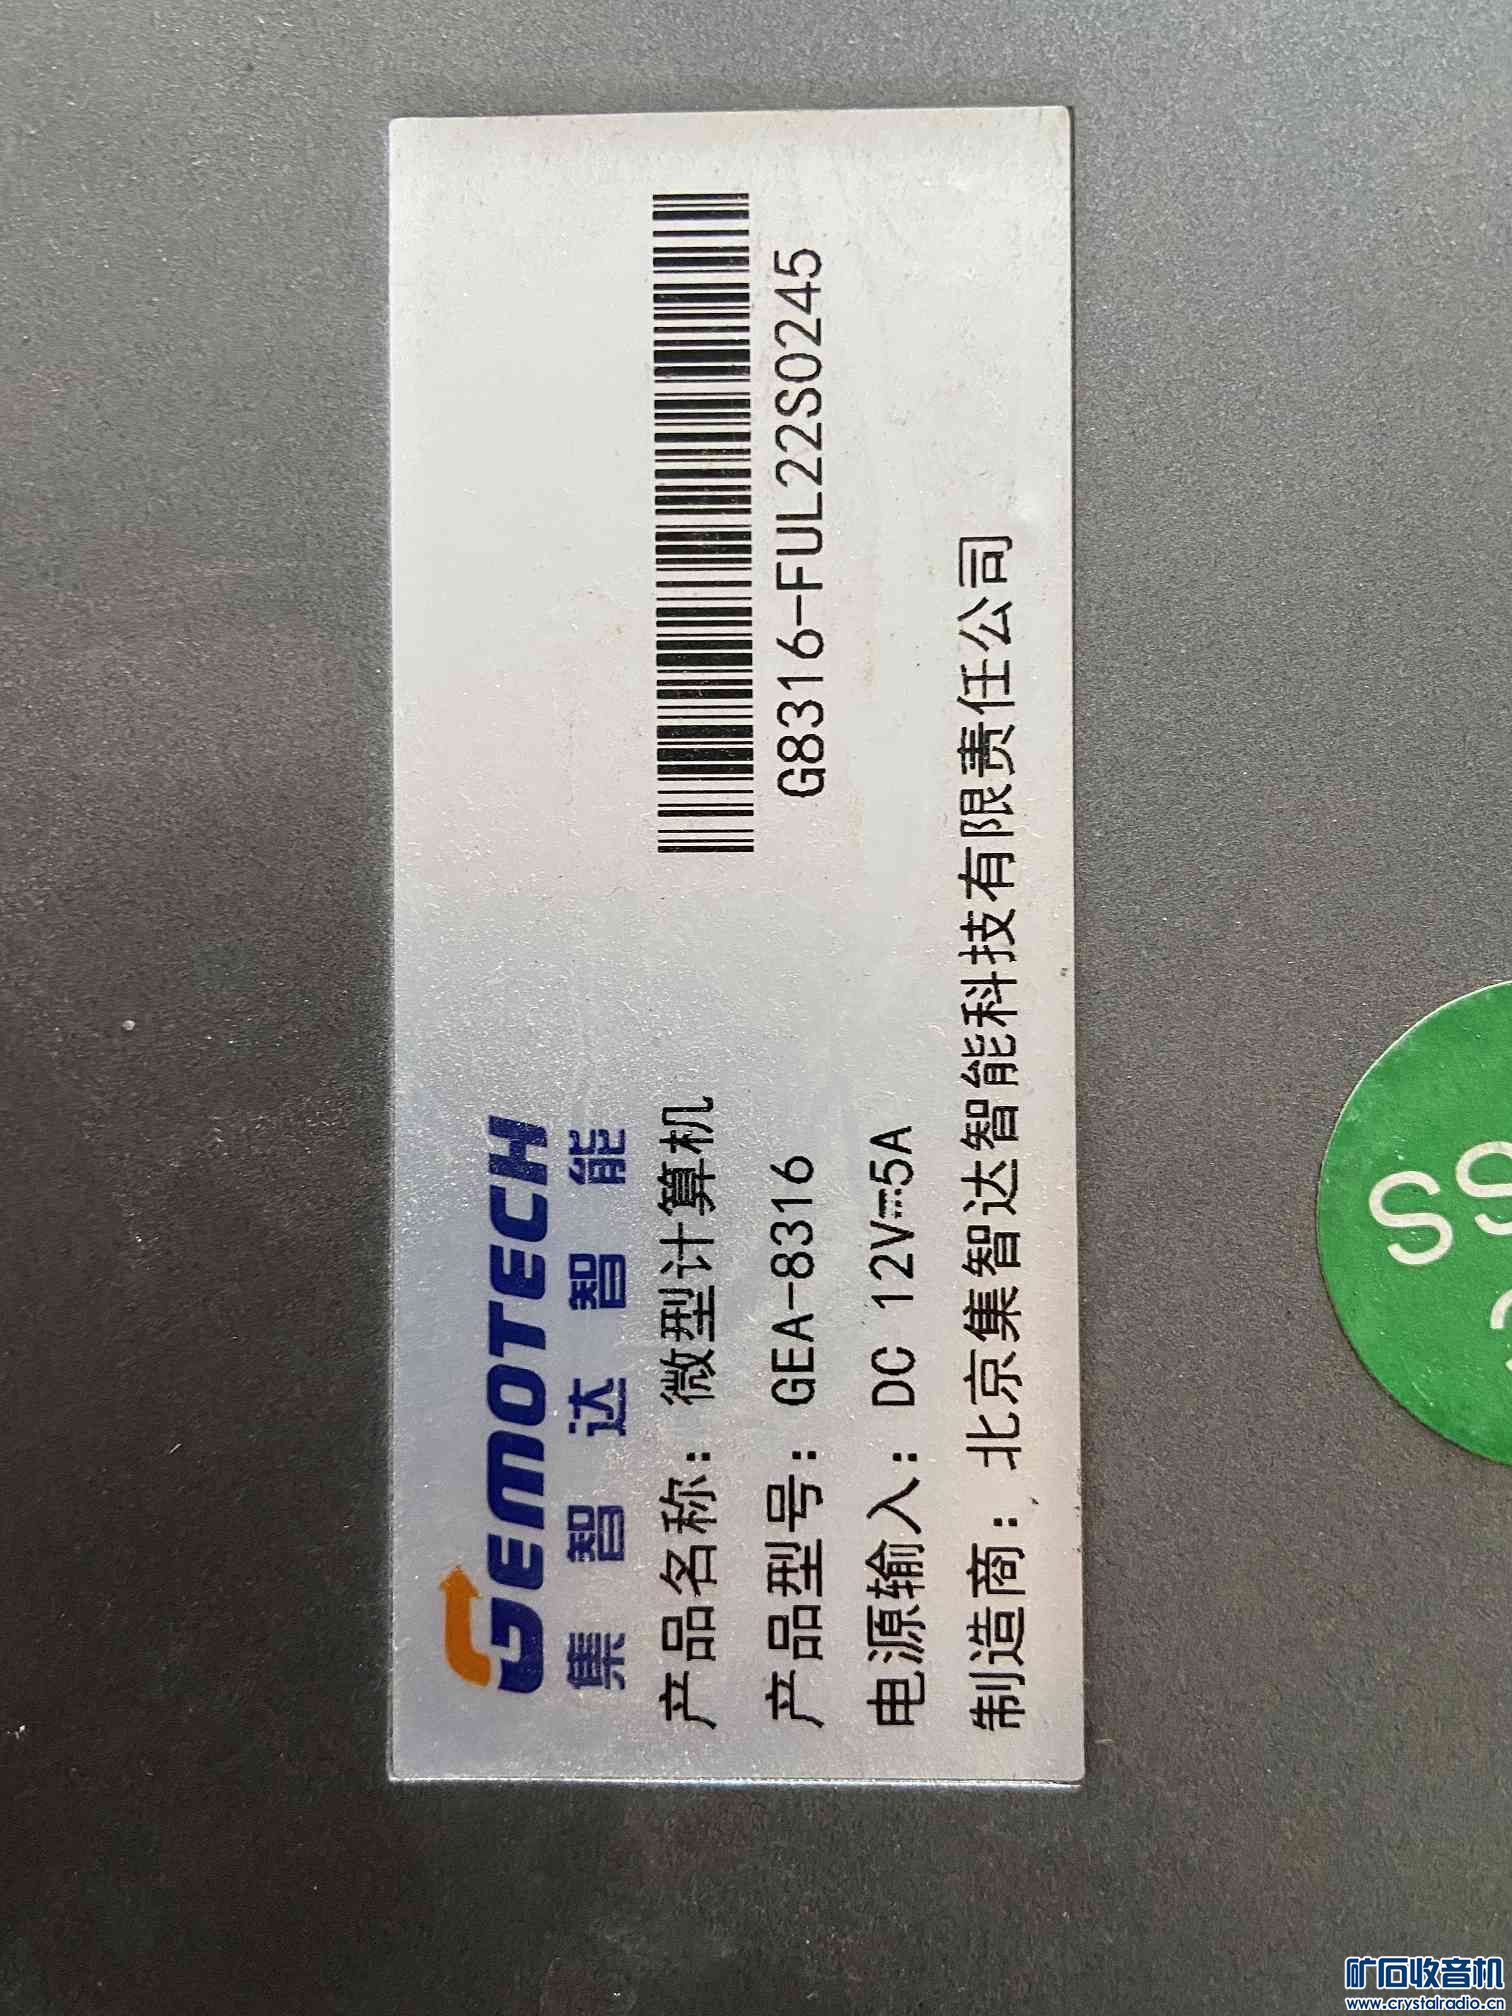 GEMOTECH
集智达智能
产品名称：微型计算机
产品型号：GEA-8316
电源输入：DC 12V⎓5A
制造商：北京集智达智能科技有限责任公司
G8316-FUL22S0245
S9
矿石收音机
www.crystalradio.cn